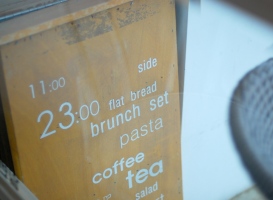 11:00
23:00
side
flat bread
brunch set
pasta
coffee
tea
salad